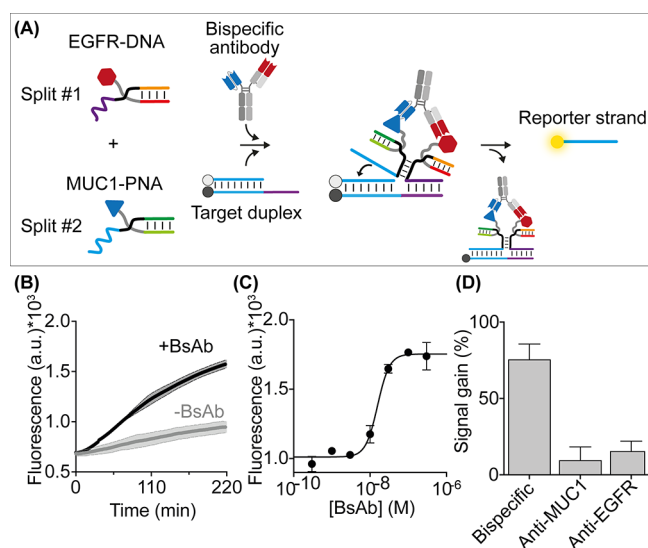 (A)
EGFR-DNA
Split #1
+
MUC1-PNA
Split #2
Bispecific
antibody
Target duplex
Reporter strand
(B)
Fluorescence (a.u.)*10³
2.0
1.5
1.0
0.5
+BsAb
-BsAb
0
110
220
Time (min)
(C)
Fluorescence (a.u.)*10³
2.0
1.5
1.0
10⁻¹⁰
10⁻⁸
10⁻⁶
[BsAb] (M)
(D)
Signal gain (%)
100
50
0
Bispecific
Anti-MUC1
Anti-EGFR